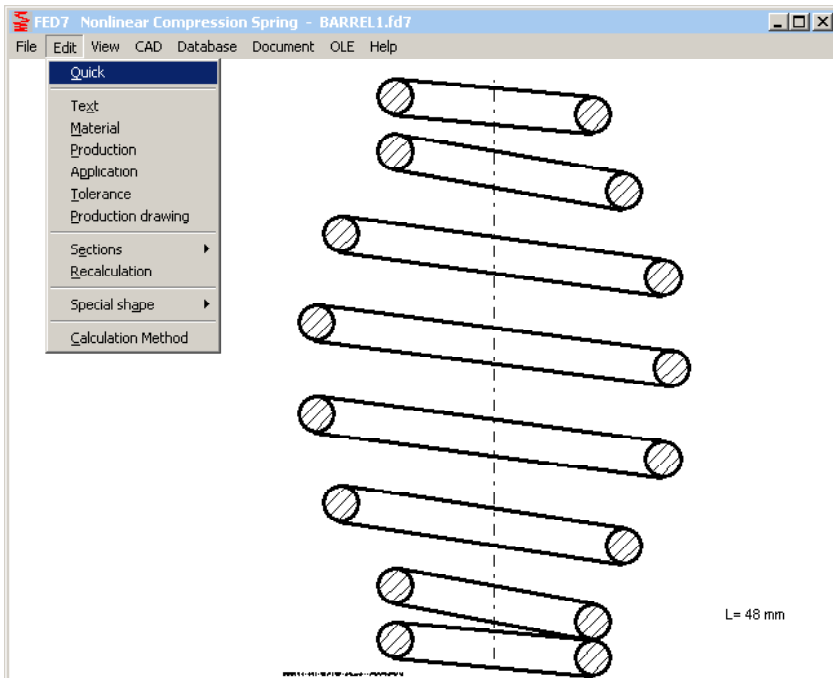 FED7 Nonlinear Compression Spring - BARREL1.fd7
File Edit View CAD Database Document OLE Help
Quick
Text
Material
Production
Application
Tolerance
Production drawing
Sections
Recalculation
Special shape
Calculation Method
L= 48 mm